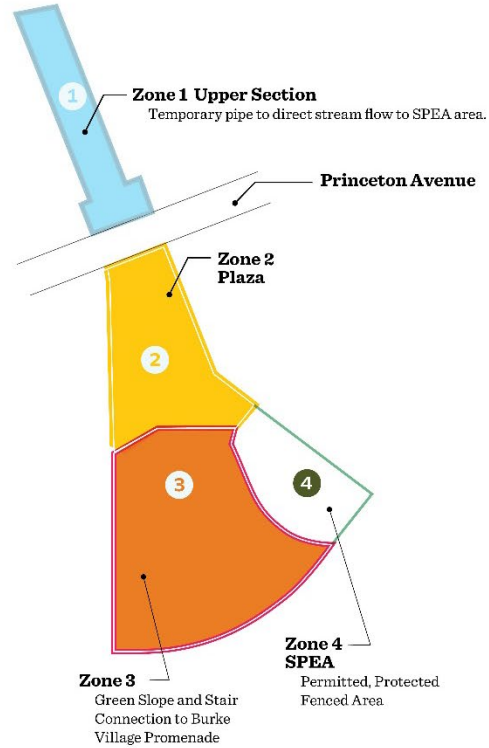 1
Zone 1 Upper Section
Temporary pipe to direct stream flow to SPEA area.
Princeton Avenue
Zone 2
Plaza
2
3
4
Zone 4
SPEA
Permitted, Protected
Fenced Area
Zone 3
Green Slope and Stair
Connection to Burke
Village Promenade